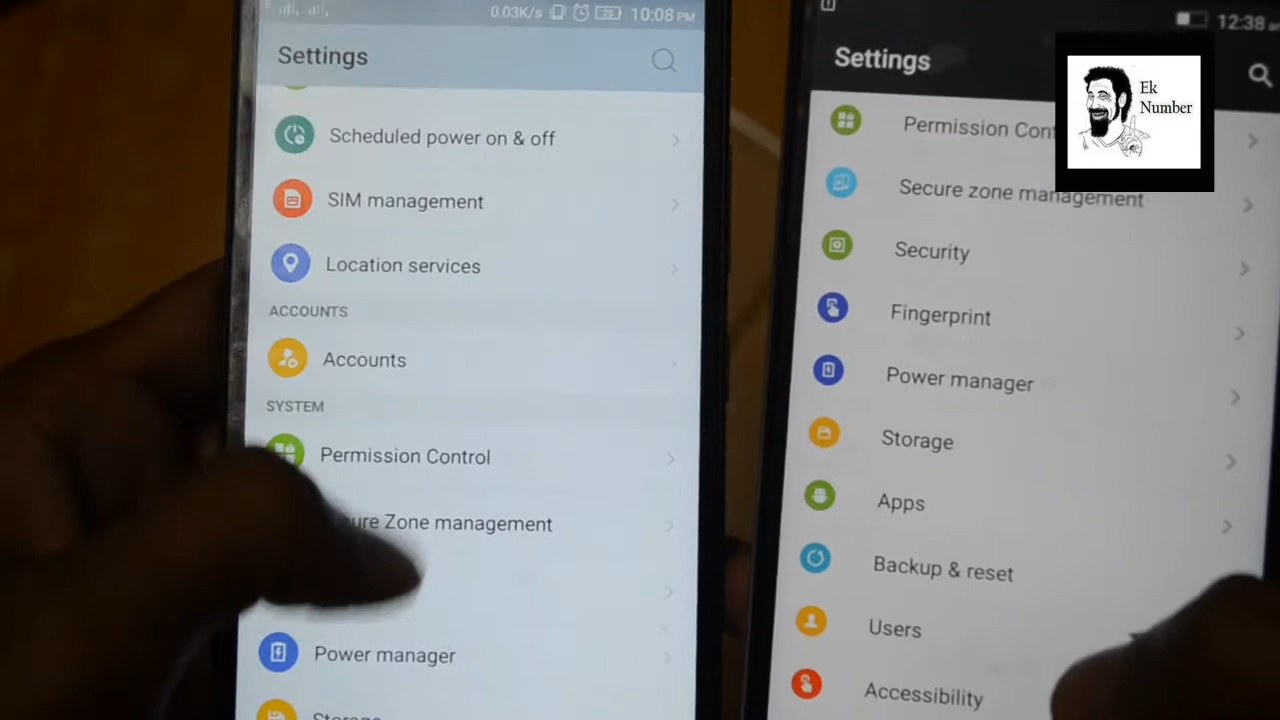 0.03K/s 28 10:08 PM
Settings
Scheduled power on & off
SIM management
Location services
ACCOUNTS
Accounts
SYSTEM
Permission Control
Zone management
Power manager
12:38
Settings
Ek
Number
Permission
Secure zone management
Security
Fingerprint
Power manager
Storage
Apps
Backup & reset
Users
Accessibility